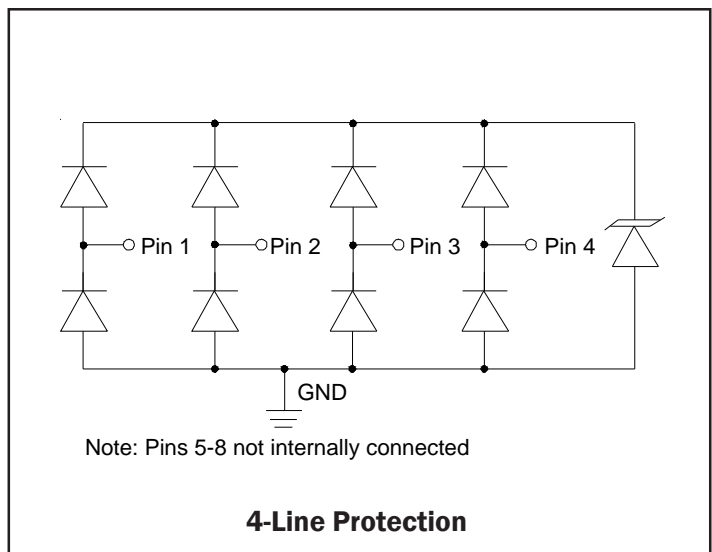 Pin 1 Pin 2 Pin 3 Pin 4
GND
Note: Pins 5-8 not internally connected
4-Line Protection